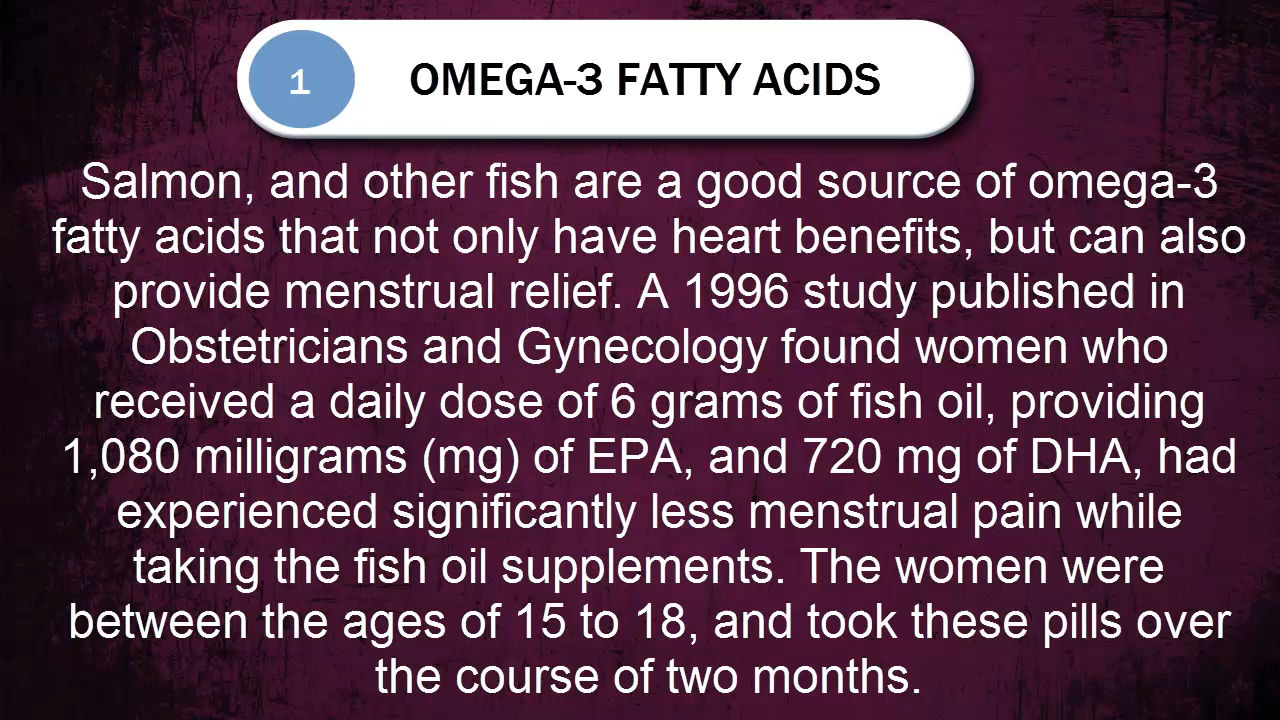 1
OMEGA-3 FATTY ACIDS
Salmon, and other fish are a good source of omega-3
fatty acids that not only have heart benefits, but can also
provide menstrual relief. A 1996 study published in
Obstetricians and Gynecology found women who
received a daily dose of 6 grams of fish oil, providing
1,080 milligrams (mg) of EPA, and 720 mg of DHA, had
experienced significantly less menstrual pain while
taking the fish oil supplements. The women were
between the ages of 15 to 18, and took these pills over
the course of two months.